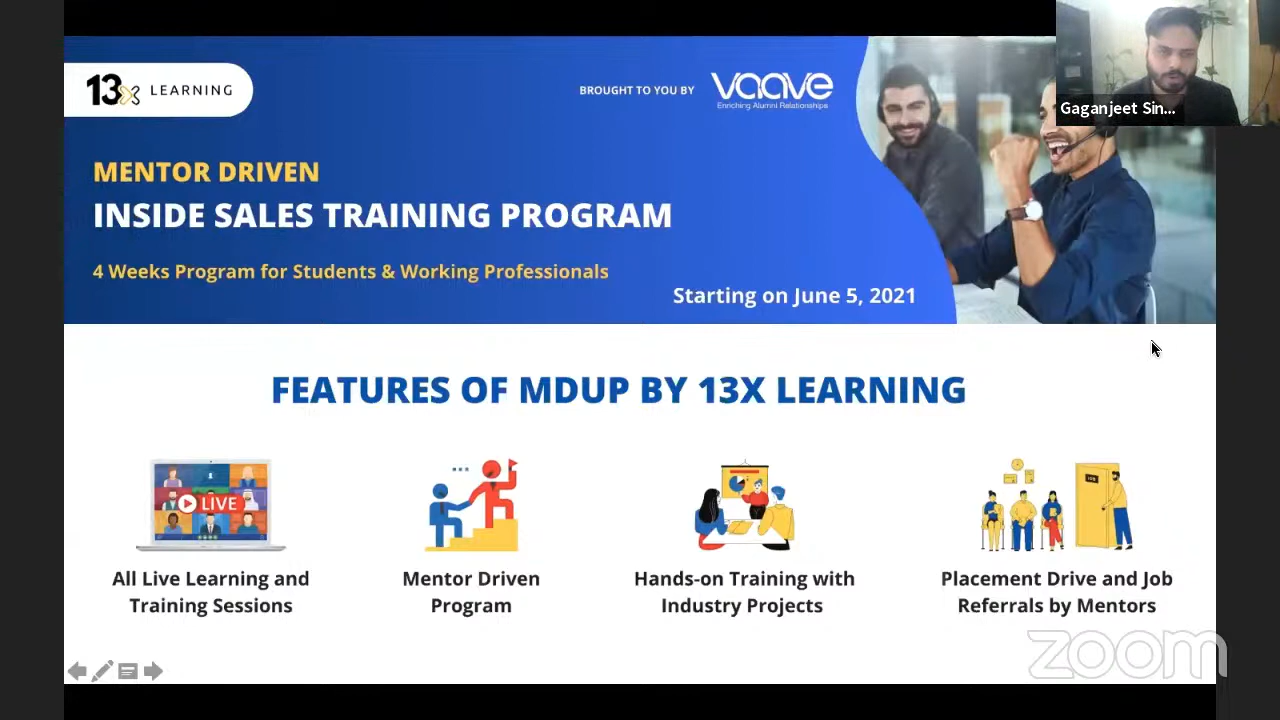 13x LEARNING
BROUGHT TO YOU BY
vaave
Enriching Alumni Relationships
Gaganjeet Sin...
MENTOR DRIVEN
INSIDE SALES TRAINING PROGRAM
4 Weeks Program for Students & Working Professionals
Starting on June 5, 2021
FEATURES OF MDUP BY 13X LEARNING
LIVE
All Live Learning and
Training Sessions
Mentor Driven
Program
Hands-on Training with
Industry Projects
Placement Drive and Job
Referrals by Mentors
zoom